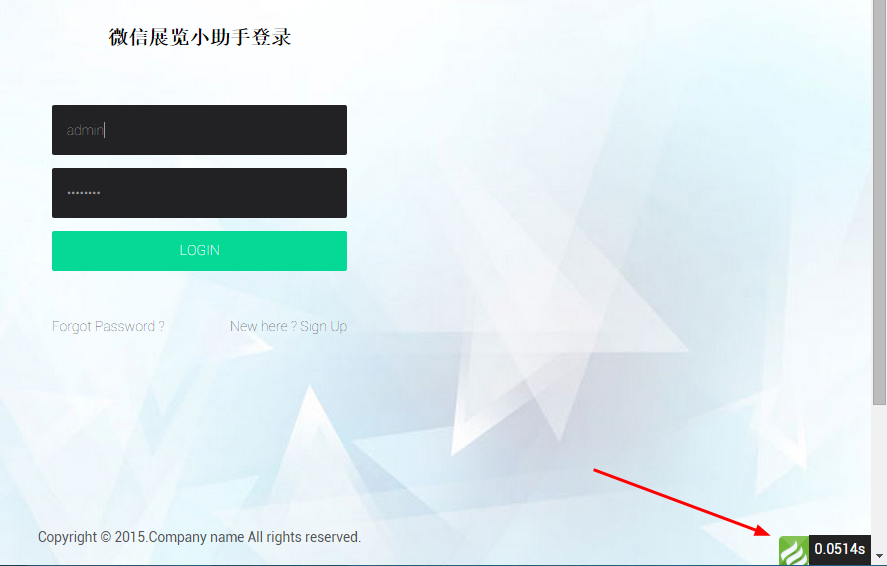 微信展览小助手登录
admin
LOGIN
Forgot Password ?
New here ? Sign Up
Copyright © 2015.Company name All rights reserved.
0.0514s